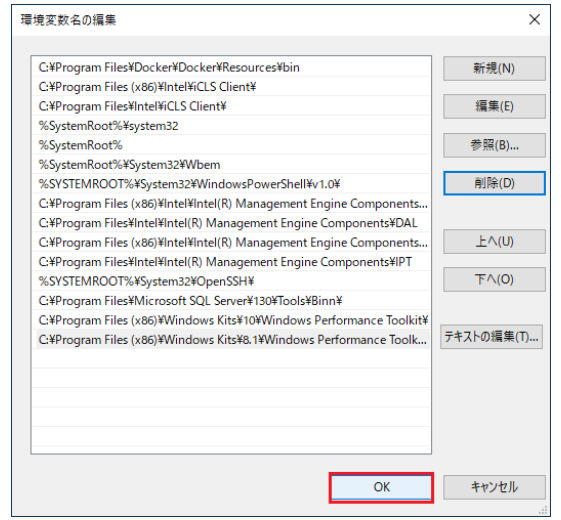 環境変数名の編集
C:¥Program Files¥Docker¥Docker¥Resources¥bin
C:¥Program Files (x86)¥Intel¥iCLS Client¥
C:¥Program Files¥Intel¥iCLS Client¥
%SystemRoot%¥system32
%SystemRoot%
%SystemRoot%¥System32¥Wbem
%SYSTEMROOT%¥System32¥WindowsPowerShell¥v1.0¥
C:¥Program Files (x86)¥Intel¥Intel(R) Management Engine Components...
C:¥Program Files¥Intel¥Intel(R) Management Engine Components¥DAL
C:¥Program Files (x86)¥Intel¥Intel(R) Management Engine Components...
C:¥Program Files¥Intel¥Intel(R) Management Engine Components¥IPT
%SYSTEMROOT%¥System32¥OpenSSH¥
C:¥Program Files¥Microsoft SQL Server¥130¥Tools¥Binn¥
C:¥Program Files (x86)¥Windows Kits¥10¥Windows Performance Toolkit¥
C:¥Program Files (x86)¥Windows Kits¥8.1¥Windows Performance Toolk...
新規(N)
編集(E)
参照(B)...
削除(D)
上へ(U)
下へ(O)
テキストの編集(T)...
OK
キャンセル